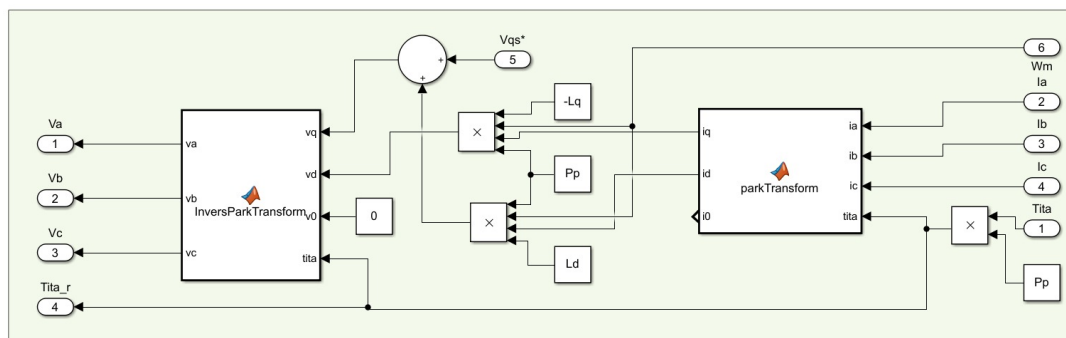 Vqs*
5
6
Wm
Ia
2
Ib
3
Ic
4
Tita
1
Pp
ia
ib
ic
tita
iq
id
i0
parkTransform
-Lq
×
Pp
×
Ld
×
+
+
vq
vd
v0
tita
0
InversParkTransform
va
vb
vc
Va
1
Vb
2
Vc
3
Tita_r
4